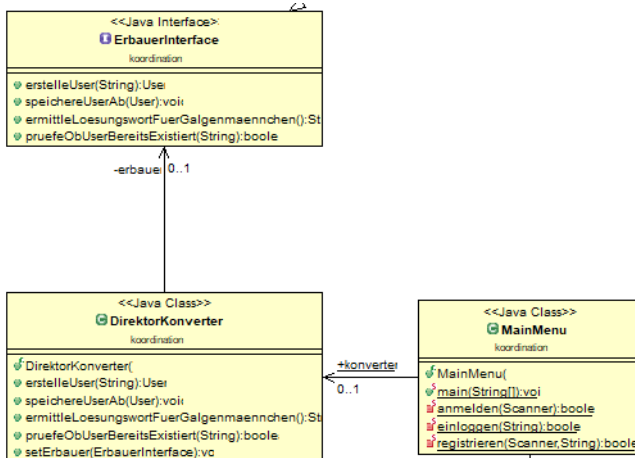 <<Java Interface>>
ErbauerInterface
koordination
erstelleUser(String):User
speichereUserAb(User):voi
ermittleLoesungswortFuerGalgenmaennchen():St
pruefeObUserBereitsExistiert(String):boole
-erbauer
0..1
<<Java Class>>
DirektorKonverter
koordination
DirektorKonverter(
erstelleUser(String):User
speichereUserAb(User):voi
ermittleLoesungswortFuerGalgenmaennchen():St
pruefeObUserBereitsExistiert(String):boole
setErbauer(ErbauerInterface):vo
+konverter
0..1
<<Java Class>>
MainMenu
koordination
MainMenu(
main(String[]):voi
anmelden(Scanner):boole
einloggen(String):boole
registrieren(Scanner,String):boole